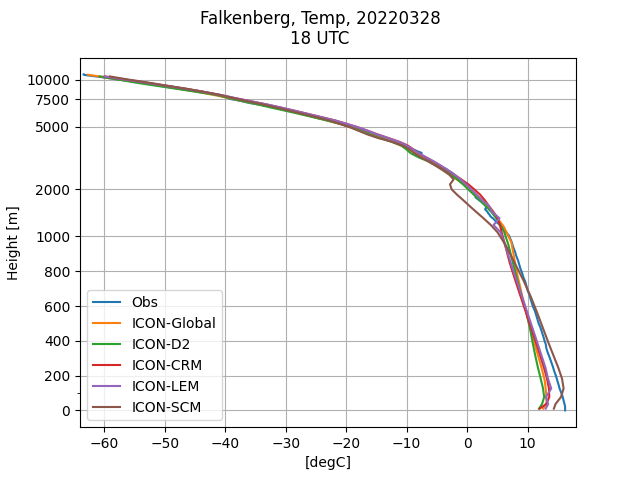 Falkenberg, Temp, 20220328
18 UTC
Height [m]
10000
7500
5000
2000
1000
800
600
400
200
0
Obs
ICON-Global
ICON-D2
ICON-CRM
ICON-LEM
ICON-SCM
−60
−50
−40
−30
−20
−10
0
10
[degC]